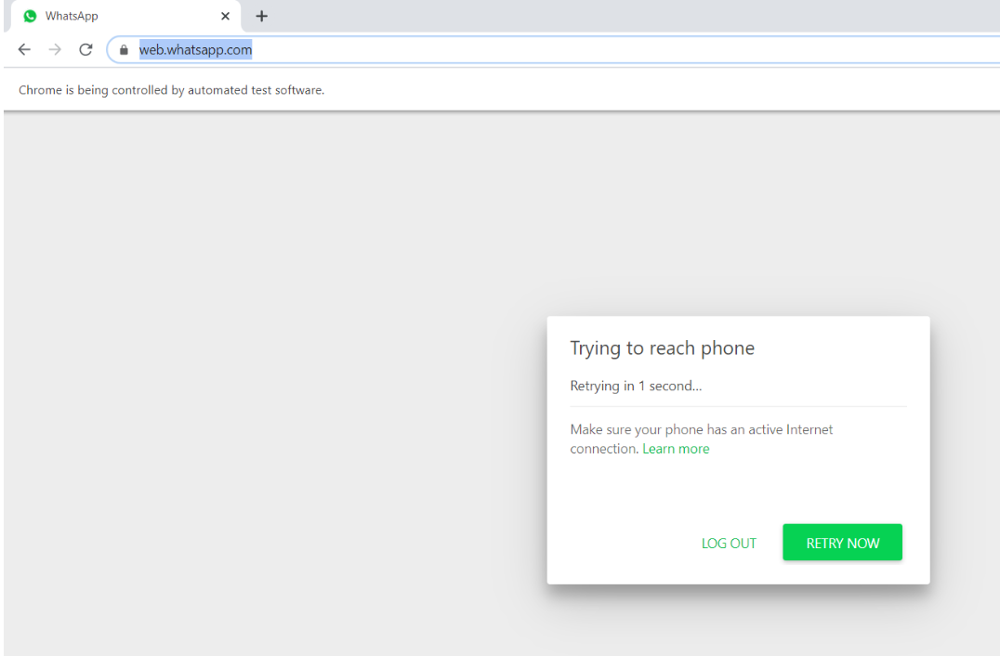 WhatsApp
web.whatsapp.com
Chrome is being controlled by automated test software.
Trying to reach phone
Retrying in 1 second...
Make sure your phone has an active Internet
connection. Learn more
LOG OUT RETRY NOW